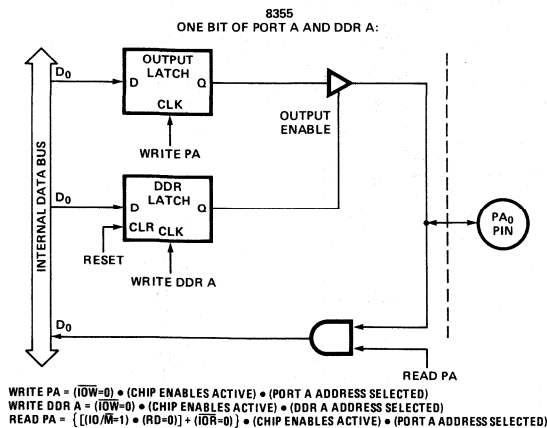 8355
ONE BIT OF PORT A AND DDR A:
D₀
OUTPUT
LATCH
D
Q
CLK
OUTPUT
ENABLE
WRITE PA
INTERNAL DATA BUS
D₀
DDR
LATCH
D
Q
CLR
CLK
RESET
WRITE DDR A
PA₀
PIN
D₀
READ PA
WRITE PA = (I̅O̅W̅=0) • (CHIP ENABLES ACTIVE) • (PORT A ADDRESS SELECTED)
WRITE DDR A = (I̅O̅W̅=0) • (CHIP ENABLES ACTIVE) • (DDR A ADDRESS SELECTED)
READ PA = {[(IO/M̅=1) • (RD=0)] + (I̅O̅R̅=0)} • (CHIP ENABLES ACTIVE) • (PORT A ADDRESS SELECTED)